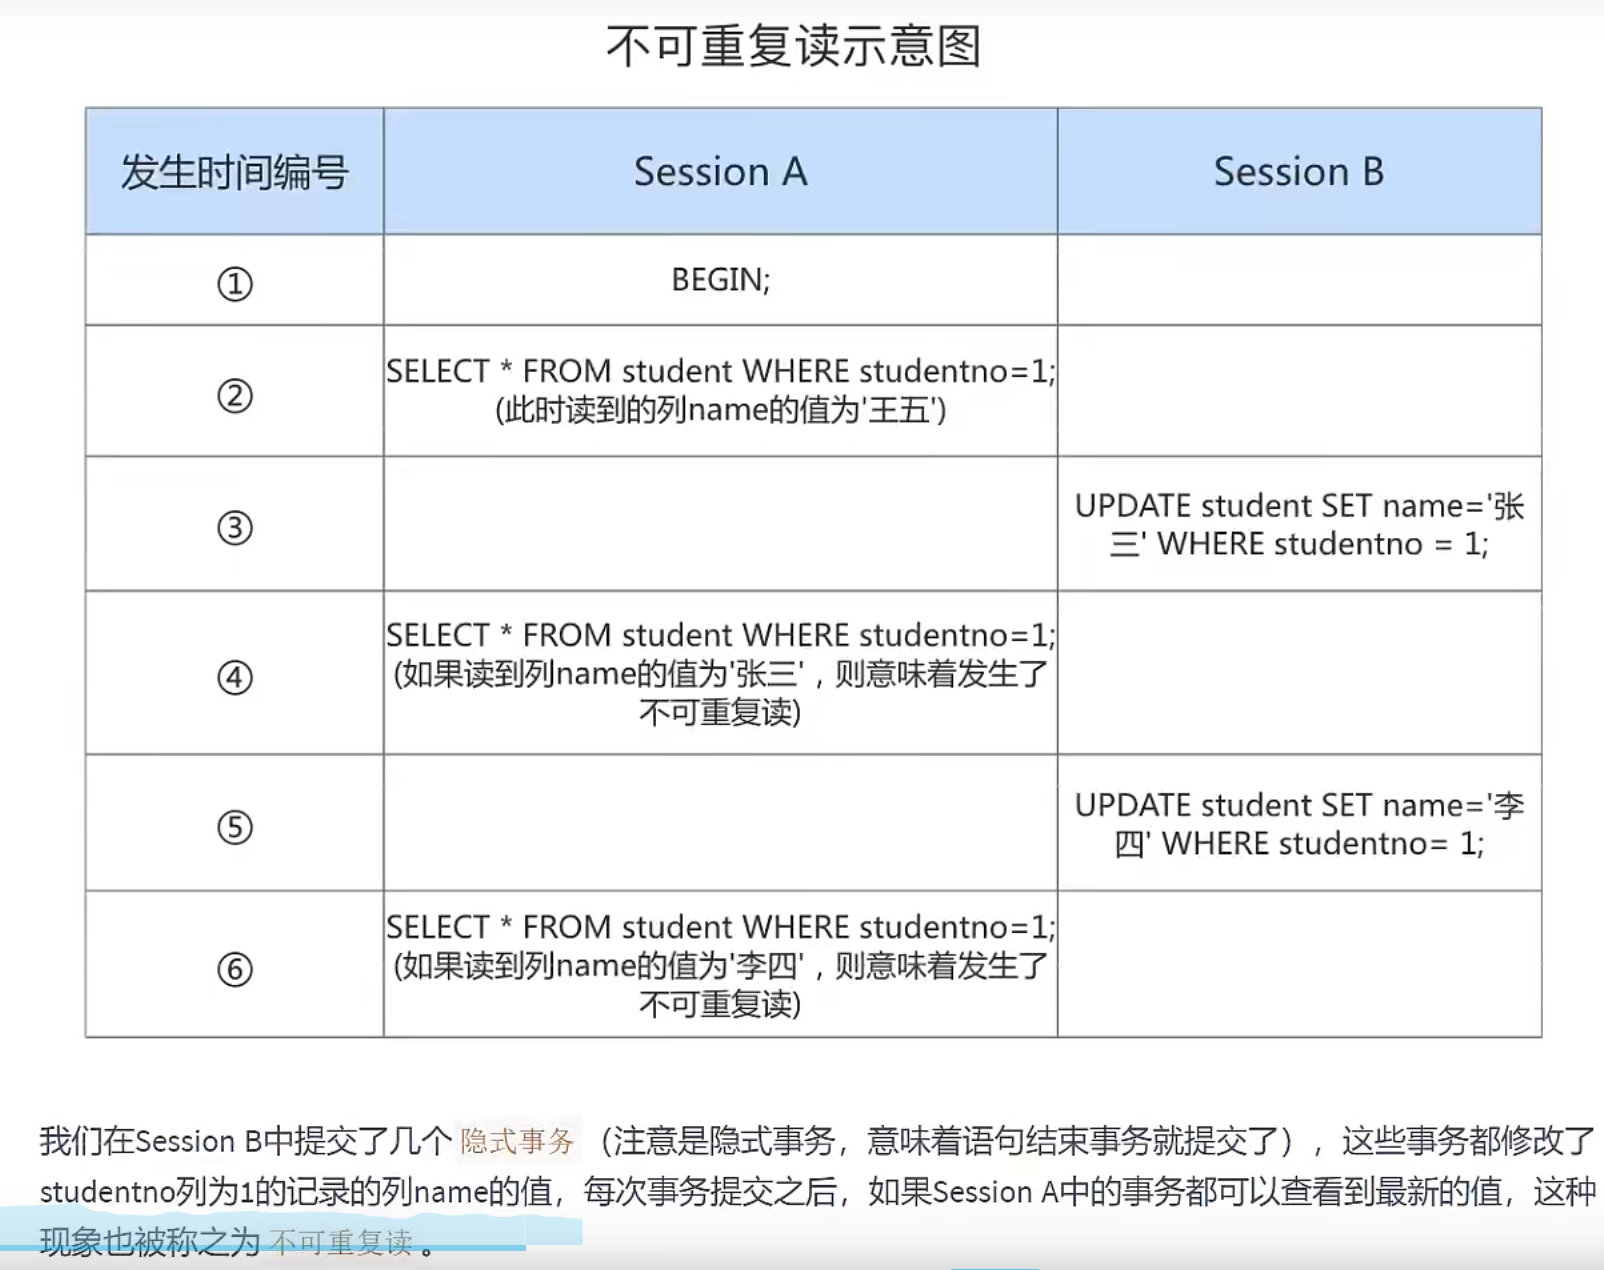 不可重复读示意图
发生时间编号 Session A Session B
① BEGIN;
② SELECT * FROM student WHERE studentno=1;
(此时读到的列name的值为'王五')
③ UPDATE student SET name='张
三' WHERE studentno = 1;
④ SELECT * FROM student WHERE studentno=1;
(如果读到列name的值为'张三'，则意味着发生了
不可重复读)
⑤ UPDATE student SET name='李
四' WHERE studentno= 1;
⑥ SELECT * FROM student WHERE studentno=1;
(如果读到列name的值为'李四'，则意味着发生了
不可重复读)
我们在Session B中提交了几个 隐式事务 （注意是隐式事务，意味着语句结束事务就提交了），这些事务都修改了
studentno列为1的记录的列name的值，每次事务提交之后，如果Session A中的事务都可以查看到最新的值，这种
现象也被称之为 不可重复读 。